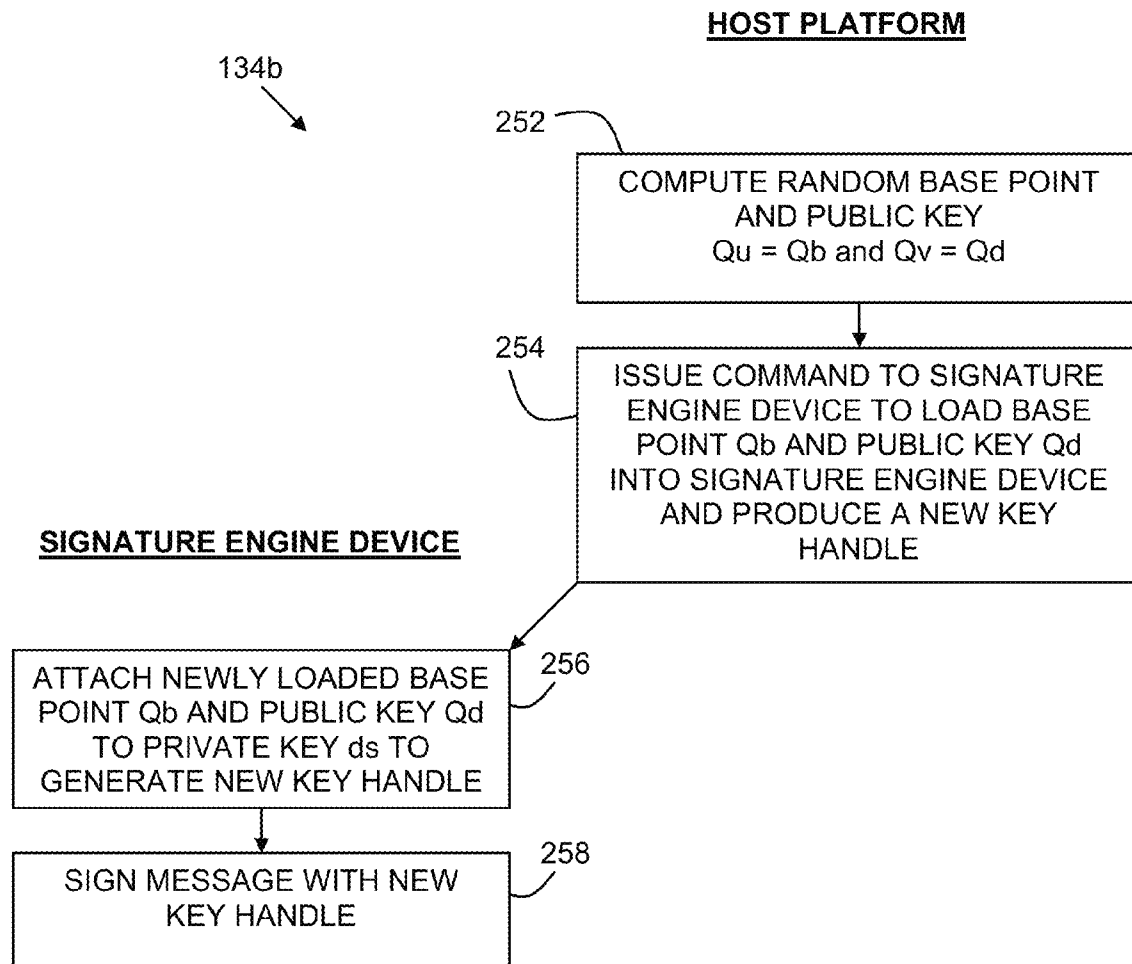 HOST PLATFORM
134b
252
COMPUTE RANDOM BASE POINT
AND PUBLIC KEY
Qu = Qb and Qv = Qd
254
ISSUE COMMAND TO SIGNATURE
ENGINE DEVICE TO LOAD BASE
POINT Qb AND PUBLIC KEY Qd
INTO SIGNATURE ENGINE DEVICE
AND PRODUCE A NEW KEY
HANDLE
SIGNATURE ENGINE DEVICE
256
ATTACH NEWLY LOADED BASE
POINT Qb AND PUBLIC KEY Qd
TO PRIVATE KEY ds TO
GENERATE NEW KEY HANDLE
258
SIGN MESSAGE WITH NEW
KEY HANDLE